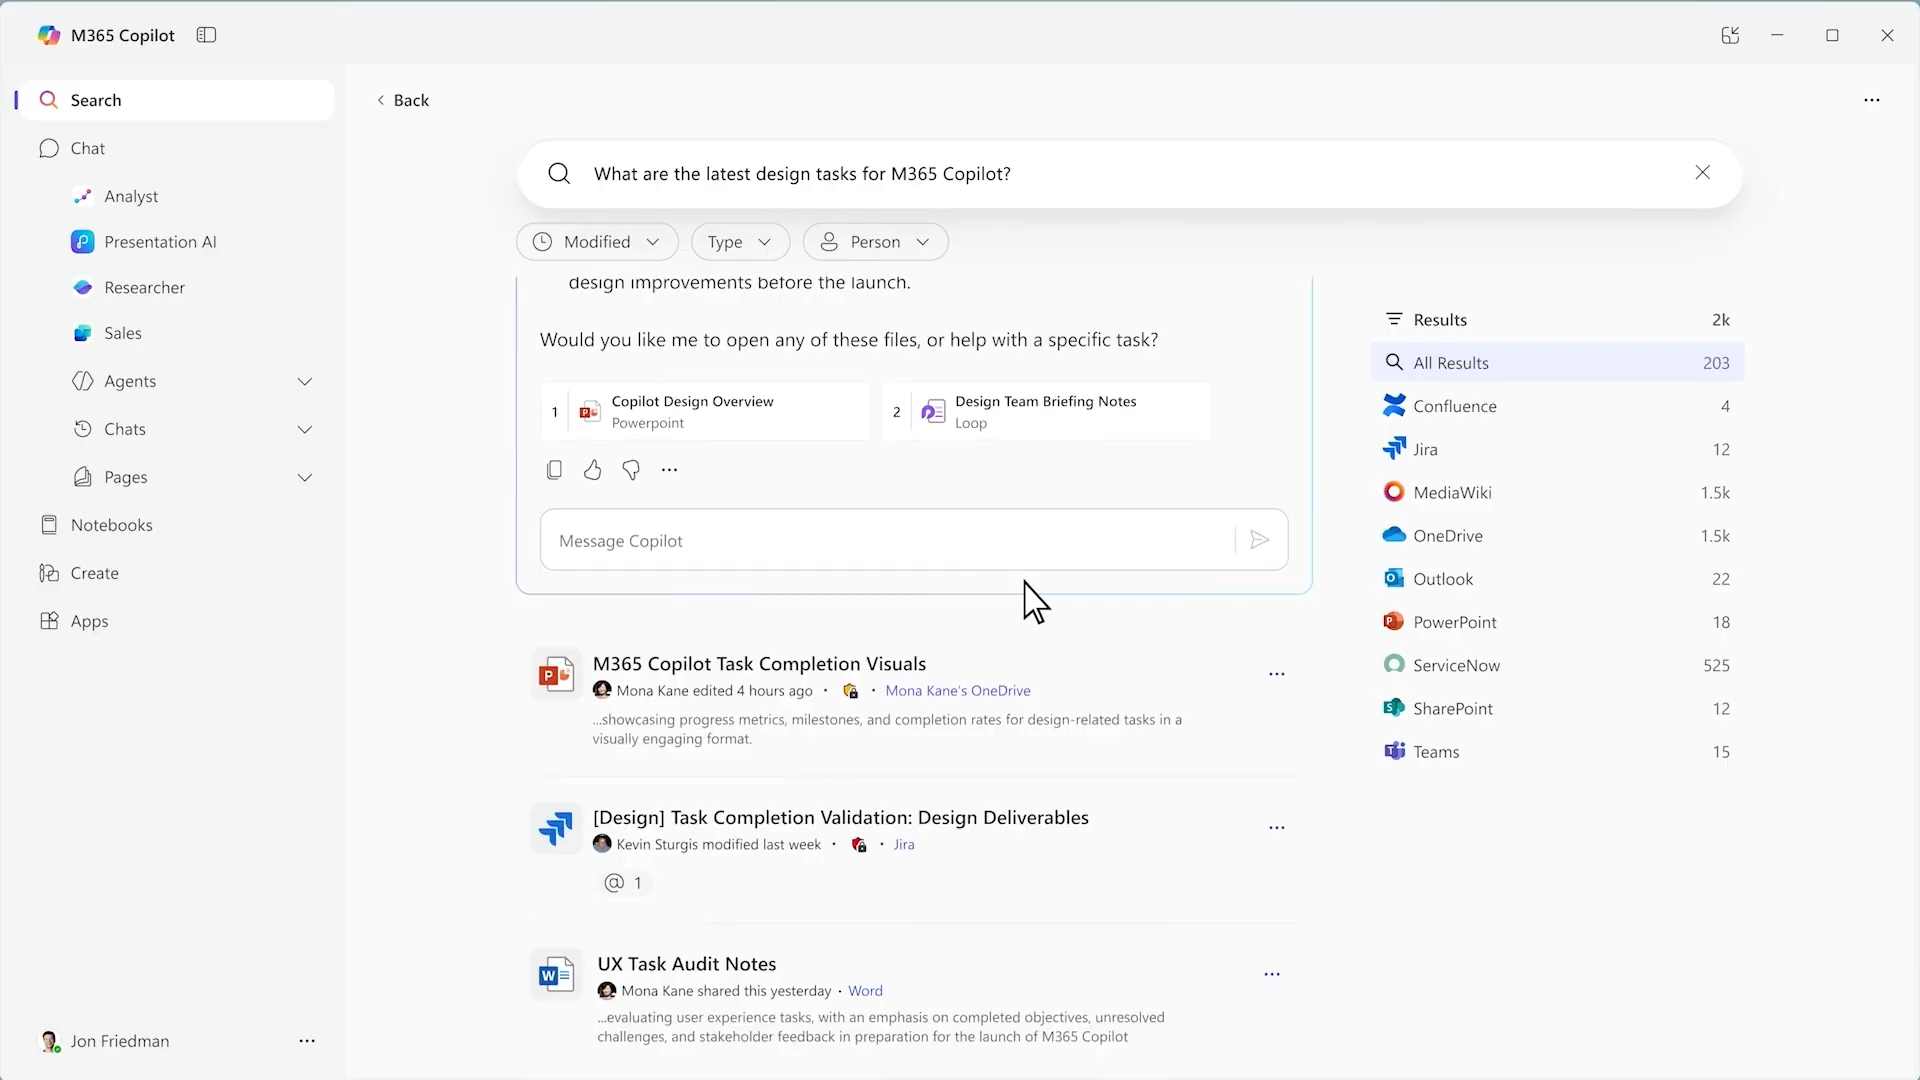 M365 Copilot
Search
Chat
Analyst
Presentation AI
Researcher
Sales
Agents
Chats
Pages
Notebooks
Create
Apps
Jon Friedman
Back
What are the latest design tasks for M365 Copilot?
Modified
Type
Person
design improvements before the launch.
Would you like me to open any of these files, or help with a specific task?
1
Copilot Design Overview
Powerpoint
2
Design Team Briefing Notes
Loop
Message Copilot
M365 Copilot Task Completion Visuals
Mona Kane edited 4 hours ago • • Mona Kane's OneDrive
...showcasing progress metrics, milestones, and completion rates for design-related tasks in a
visually engaging format.
[Design] Task Completion Validation: Design Deliverables
Kevin Sturgis modified last week • • Jira
@ 1
UX Task Audit Notes
Mona Kane shared this yesterday • Word
...evaluating user experience tasks, with an emphasis on completed objectives, unresolved
challenges, and stakeholder feedback in preparation for the launch of M365 Copilot
Results 2k
All Results 203
Confluence 4
Jira 12
MediaWiki 1.5k
OneDrive 1.5k
Outlook 22
PowerPoint 18
ServiceNow 525
SharePoint 12
Teams 15